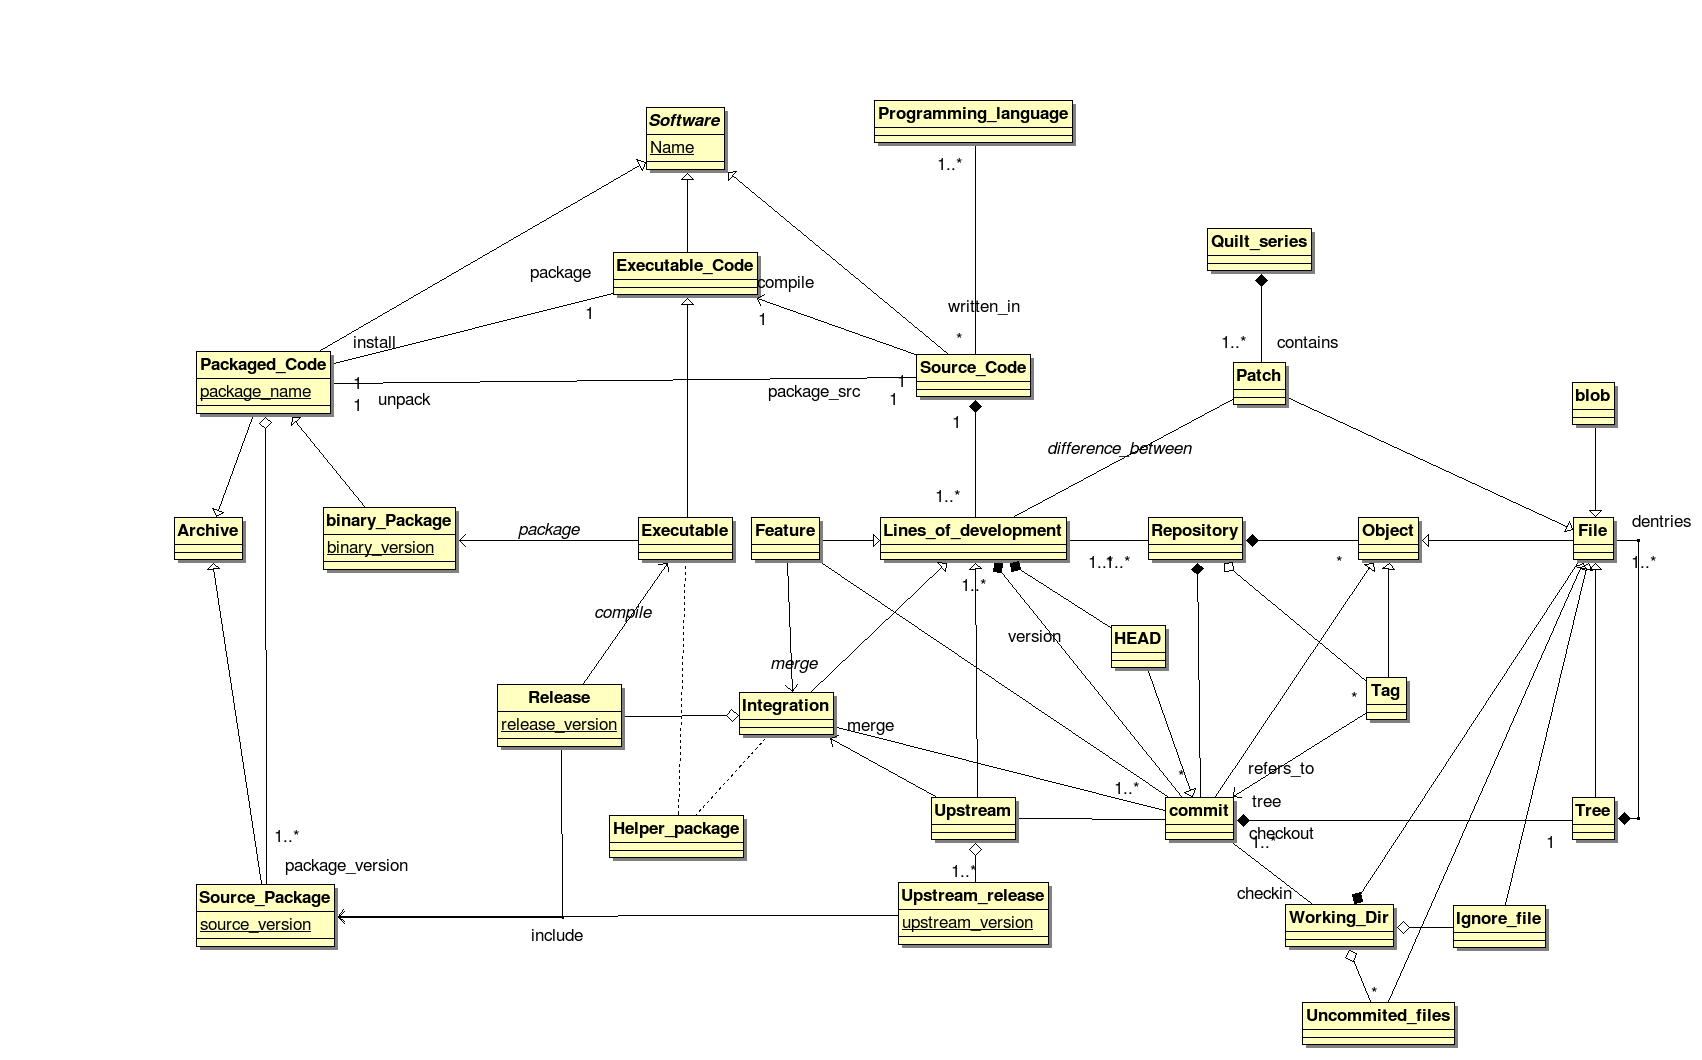 Programming_language
Software
Name
1..*
Quilt_series
Executable_Code
package
compile
written_in
1
1
*
1..*
contains
install
Packaged_Code
package_name
Source_Code
Patch
1
1
1
unpack
package_src
1
blob
1
difference_between
1..*
Archive
binary_Package
binary_version
package
Executable
Feature
Lines_of_development
Repository
Object
File
dentries
1..*
1..*
*
1..*
1..*
compile
version
HEAD
merge
Release
release_version
Integration
merge
Tag
*
refers_to
*
1..*
tree
Upstream
commit
Tree
Helper_package
checkout
1..*
1
1..*
package_version
1..*
checkin
Source_Package
source_version
Upstream_release
upstream_version
Working_Dir
Ignore_file
include
*
Uncommited_files